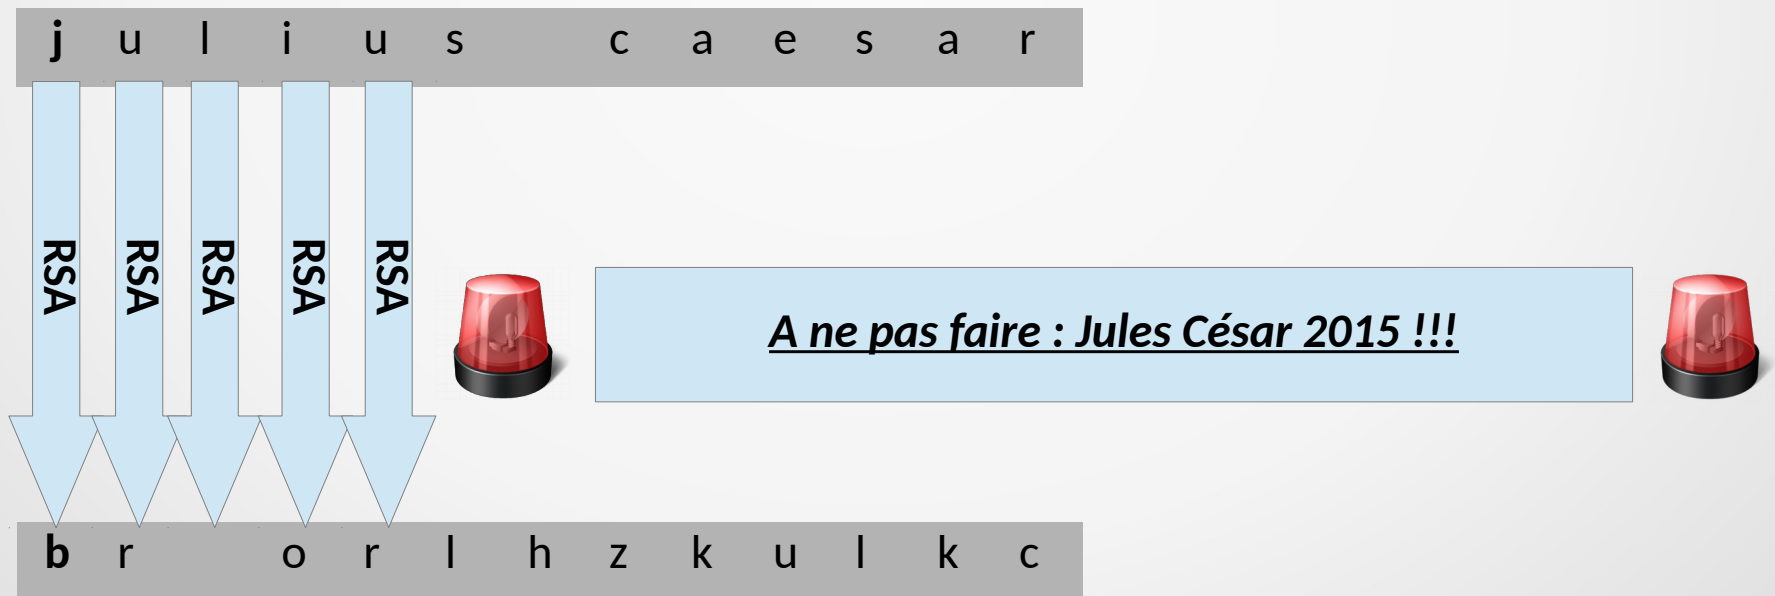 j u l i u s c a e s a r
RSA RSA RSA RSA RSA
A ne pas faire : Jules César 2015 !!!
b r o r l h z k u l k c